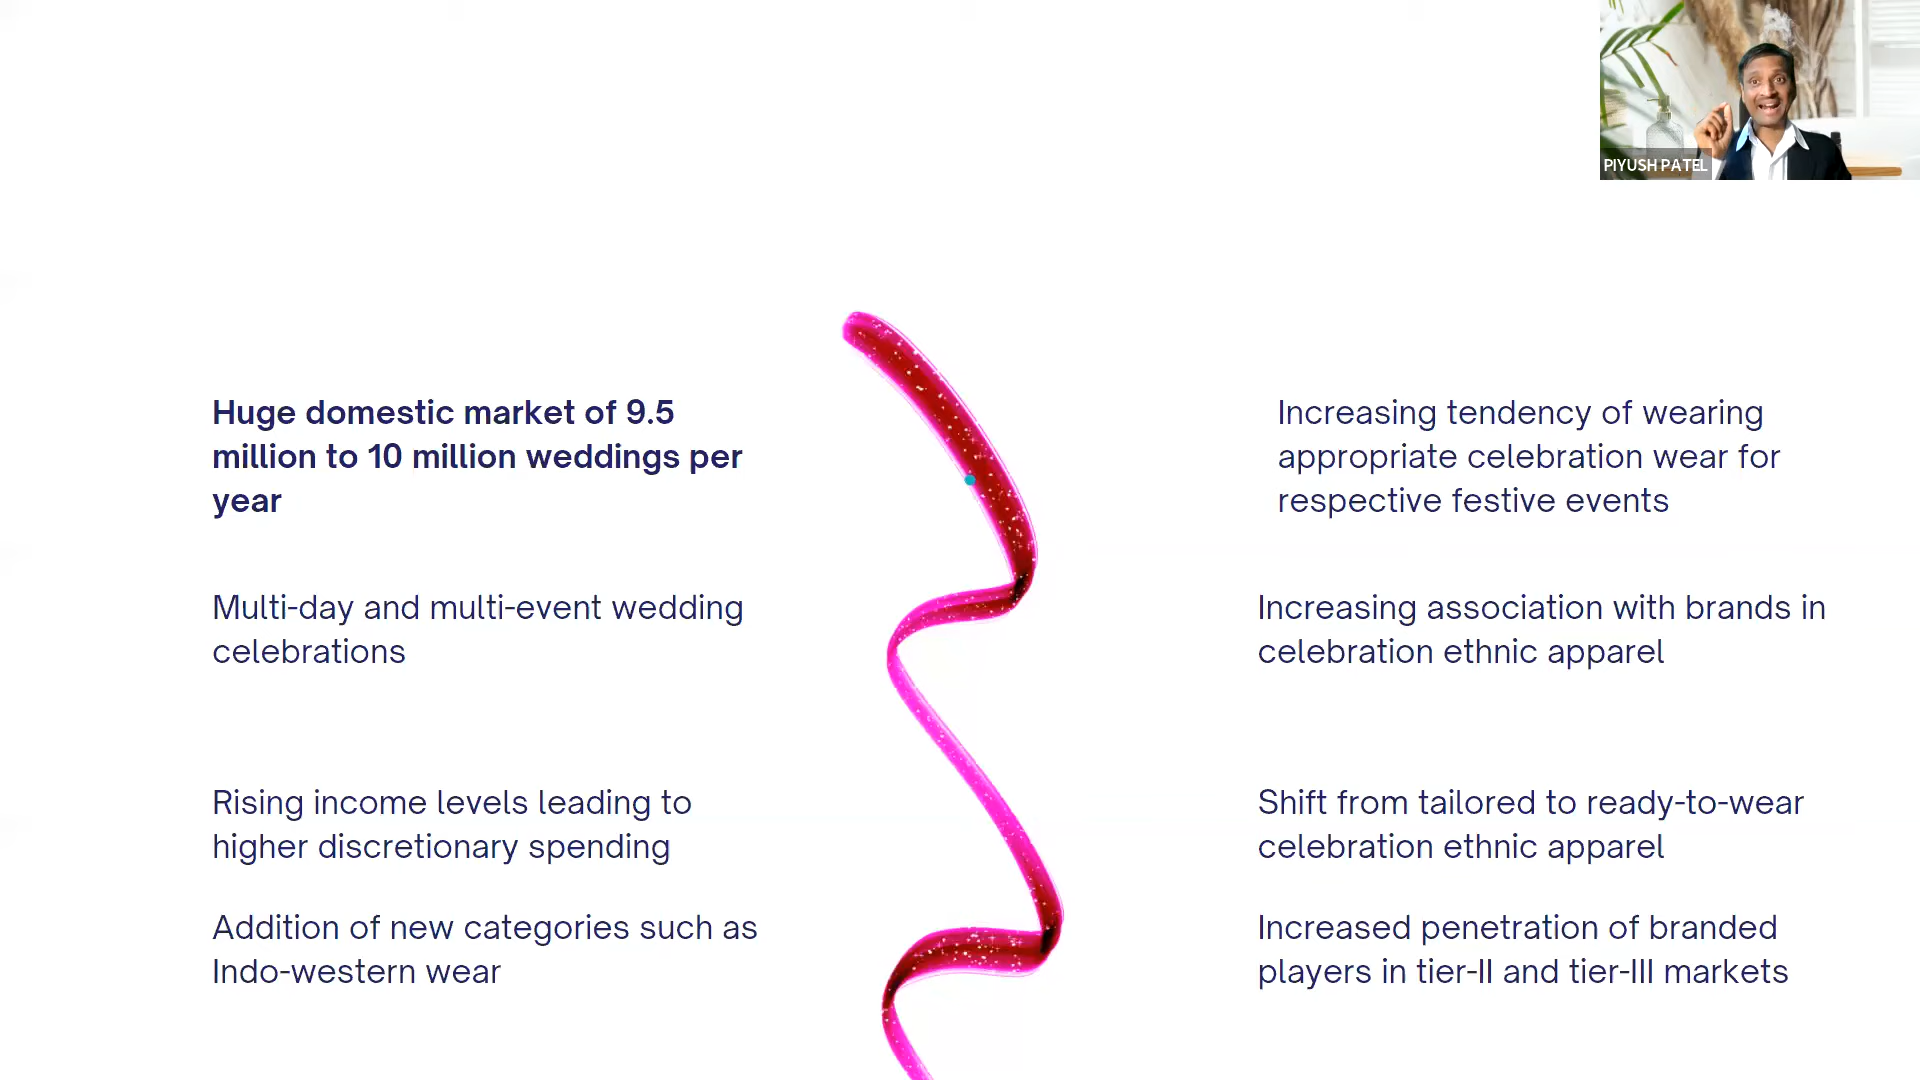 PIYUSH PATEL
Huge domestic market of 9.5
million to 10 million weddings per
year
Multi-day and multi-event wedding
celebrations
Rising income levels leading to
higher discretionary spending
Addition of new categories such as
Indo-western wear
Increasing tendency of wearing
appropriate celebration wear for
respective festive events
Increasing association with brands in
celebration ethnic apparel
Shift from tailored to ready-to-wear
celebration ethnic apparel
Increased penetration of branded
players in tier-II and tier-III markets